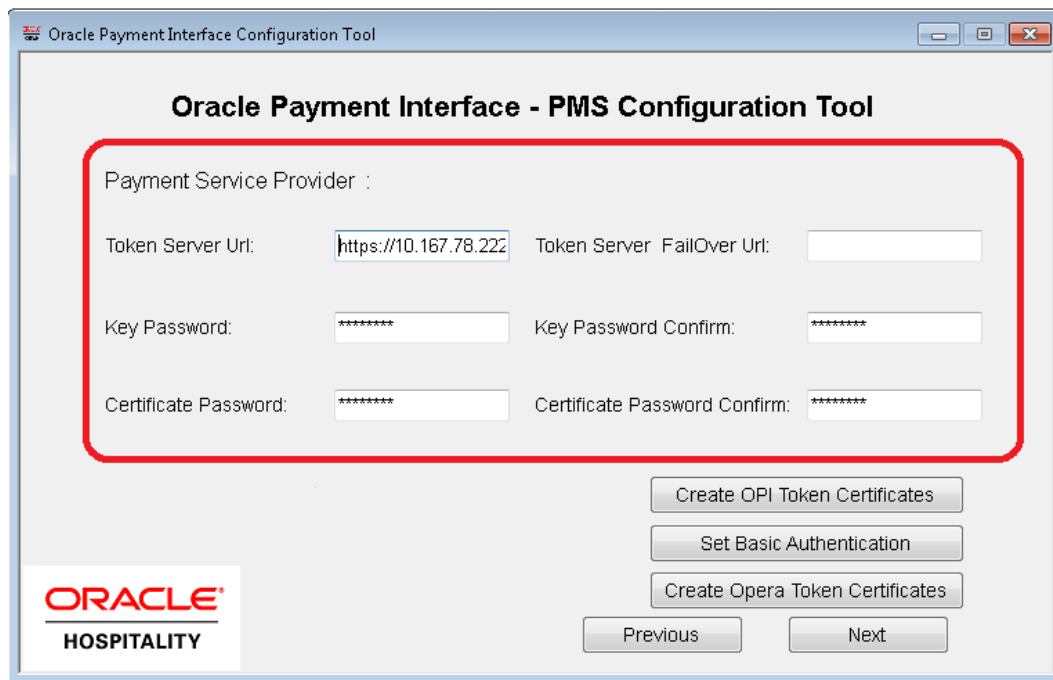 Oracle Payment Interface Configuration Tool
Oracle Payment Interface - PMS Configuration Tool
Payment Service Provider :
Token Server Url: https://10.167.78.222 Token Server FailOver Url:
Key Password: ******** Key Password Confirm: ********
Certificate Password: ******** Certificate Password Confirm: ********
Create OPI Token Certificates
Set Basic Authentication
Create Opera Token Certificates
Previous Next
ORACLE®
HOSPITALITY